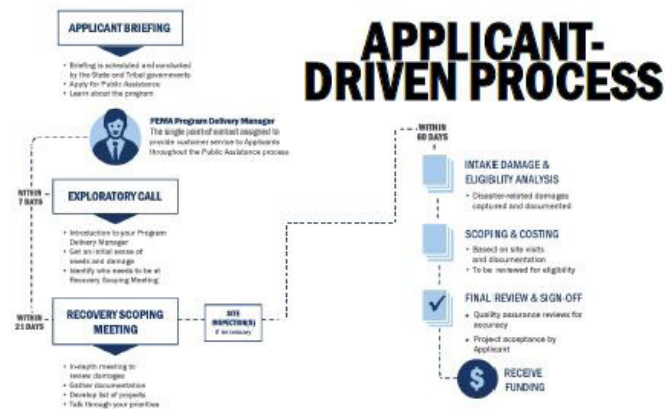 APPLICANT-
DRIVEN PROCESS
APPLICANT BRIEFING
• Briefing is scheduled and conducted
by the State and Tribal governments
• Apply for Public Assistance
• Learn about the program
FEMA Program Delivery Manager
The single point of contact assigned to
provide customer service to Applicants
throughout the Public Assistance process
WITHIN
7 DAYS
EXPLORATORY CALL
• Introduction to your Program
Delivery Manager
• Get an initial sense of
needs and damage
• Identify who needs to be at
Recovery Scoping Meeting
WITHIN
21 DAYS
RECOVERY SCOPING
MEETING
• In-depth meeting to
review damages
• Gather documentation
• Develop list of projects
• Talk through your priorities
SITE
INSPECTION(S)
if necessary
WITHIN
60 DAYS
INTAKE DAMAGE &
ELIGIBILITY ANALYSIS
• Disaster-related damages
captured and documented
SCOPING & COSTING
• Based on site visits
and documentation
• To be reviewed for eligibility
FINAL REVIEW & SIGN-OFF
• Quality assurance reviews for
accuracy
• Project acceptance by
Applicant
$
RECEIVE
FUNDING